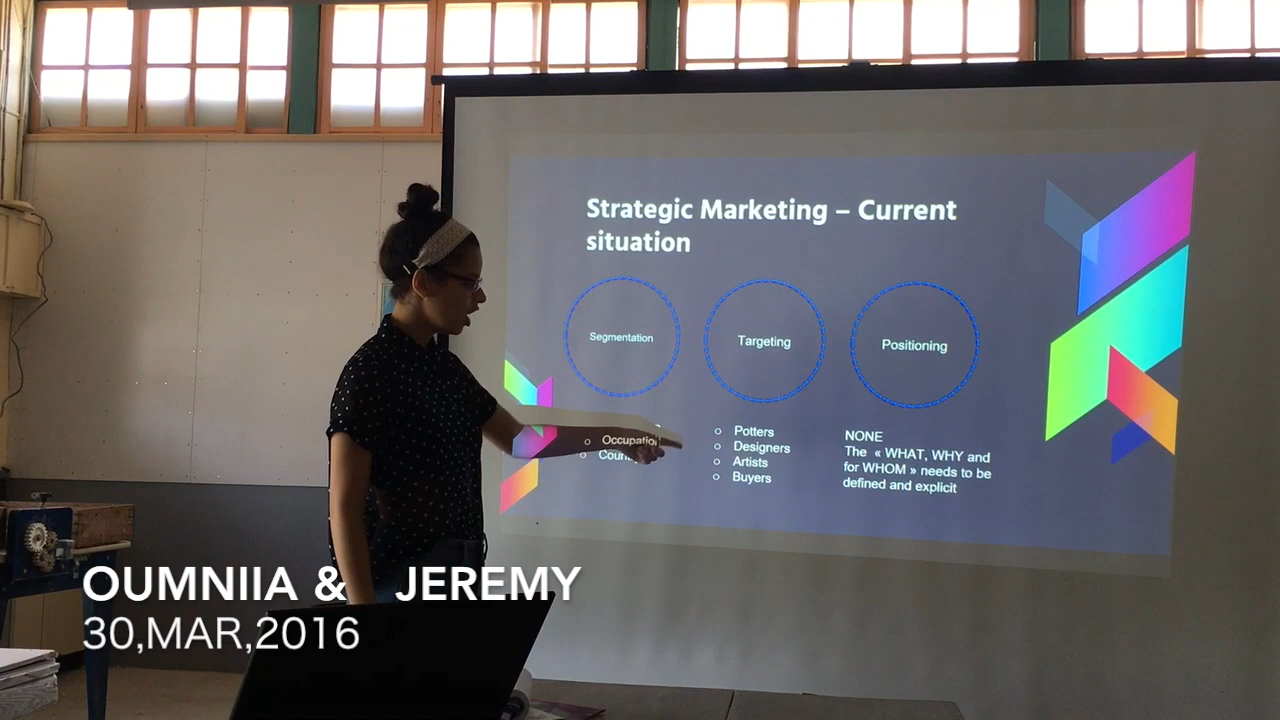 Strategic Marketing – Current
situation
Segmentation
Targeting
Positioning
Occupation
Potters
Designers
Artists
Buyers
NONE
The « WHAT, WHY and
for WHOM » needs to be
defined and explicit
OUMNIIA & JEREMY
30,MAR,2016